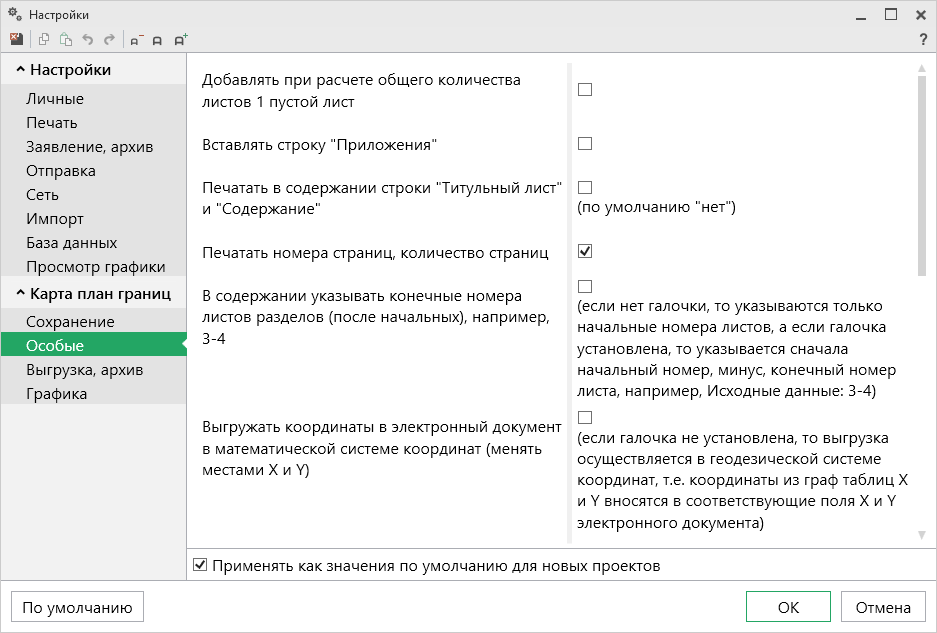 Настройки
?
Настройки
Личные
Печать
Заявление, архив
Отправка
Сеть
Импорт
База данных
Просмотр графики
Карта план границ
Сохранение
Особые
Выгрузка, архив
Графика
Добавлять при расчете общего количества
листов 1 пустой лист
Вставлять строку "Приложения"
Печатать в содержании строки "Титульный лист"
и "Содержание"
(по умолчанию "нет")
Печатать номера страниц, количество страниц
В содержании указывать конечные номера
листов разделов (после начальных), например,
3-4
(если нет галочки, то указываются только
начальные номера листов, а если галочка
установлена, то указывается сначала
начальный номер, минус, конечный номер
листа, например, Исходные данные: 3-4)
Выгружать координаты в электронный документ
в математической системе координат (менять
местами X и Y)
(если галочка не установлена, то выгрузка
осуществляется в геодезической системе
координат, т.е. координаты из граф таблиц X
и Y вносятся в соответствующие поля X и Y
электронного документа)
Применять как значения по умолчанию для новых проектов
По умолчанию
ОК
Отмена